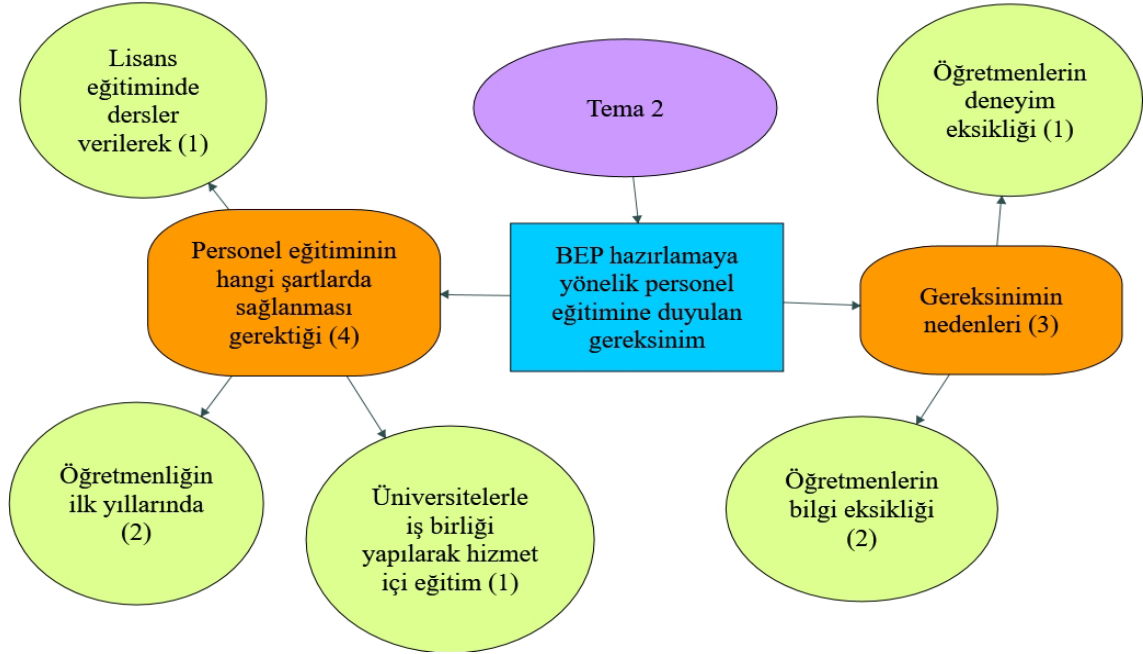 Lisans
eğitiminde
dersler
verilerek (1)
Tema 2
Öğretmenlerin
deneyim
eksikliği (1)
Personel eğitiminin
hangi şartlarda
sağlanması
gerektiği (4)
BEP hazırlamaya
yönelik personel
eğitimine duyulan
gereksinim
Gereksinimin
nedenleri (3)
Öğretmenliğin
ilk yıllarında
(2)
Üniversitelerle
iş birliği
yapılarak hizmet
içi eğitim (1)
Öğretmenlerin
bilgi eksikliği
(2)